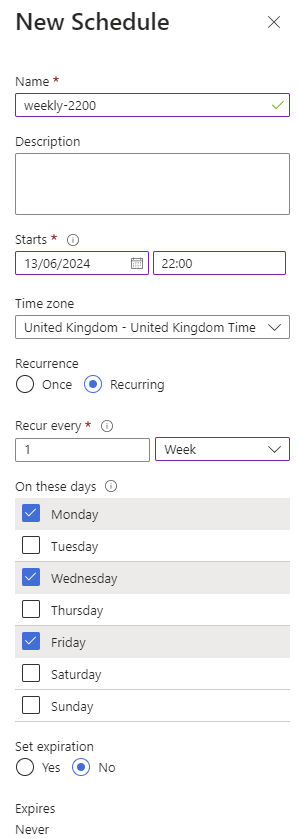 New Schedule
Name *
weekly-2200
Description
Starts *
13/06/2024 22:00
Time zone
United Kingdom - United Kingdom Time
Recurrence
Once Recurring
Recur every *
1 Week
On these days
Monday
Tuesday
Wednesday
Thursday
Friday
Saturday
Sunday
Set expiration
Yes No
Expires
Never